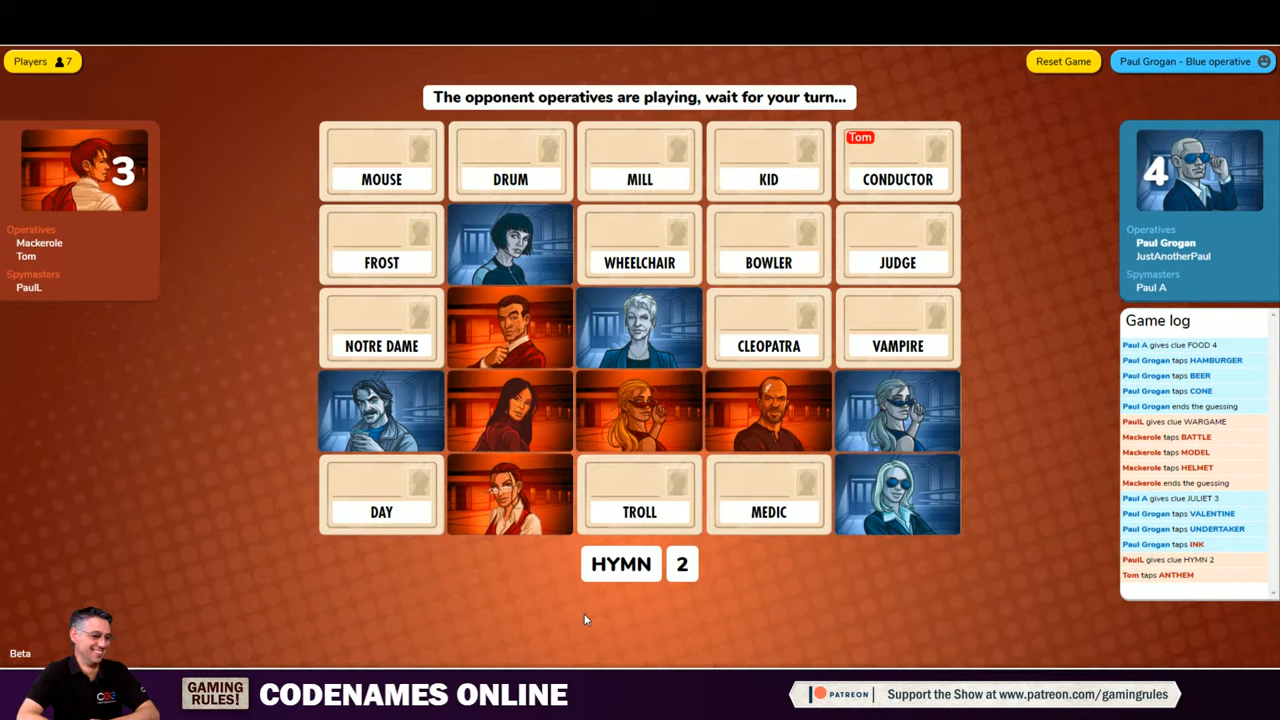 Players 7
Reset Game
Paul Grogan - Blue operative
The opponent operatives are playing, wait for your turn...
3
Operatives
Mackerole
Tom
Spymasters
PaulL
MOUSE
DRUM
MILL
KID
Tom
CONDUCTOR
FROST
WHEELCHAIR
BOWLER
JUDGE
NOTRE DAME
CLEOPATRA
VAMPIRE
DAY
TROLL
MEDIC
HYMN 2
4
Operatives
Paul Grogan
JustAnotherPaul
Spymasters
Paul A
Game log
Paul A gives clue FOOD 4
Paul Grogan taps HAMBURGER
Paul Grogan taps BEER
Paul Grogan taps CONE
Paul Grogan ends the guessing
PaulL gives clue WARGAME
Mackerole taps BATTLE
Mackerole taps MODEL
Mackerole taps HELMET
Mackerole ends the guessing
Paul A gives clue JULIET 3
Paul Grogan taps VALENTINE
Paul Grogan taps UNDERTAKER
Paul Grogan taps INK
PaulL gives clue HYMN 2
Tom taps ANTHEM
Beta
CGE
GAMING
RULES!
CODENAMES ONLINE
PATREON
Support the Show at www.patreon.com/gamingrules